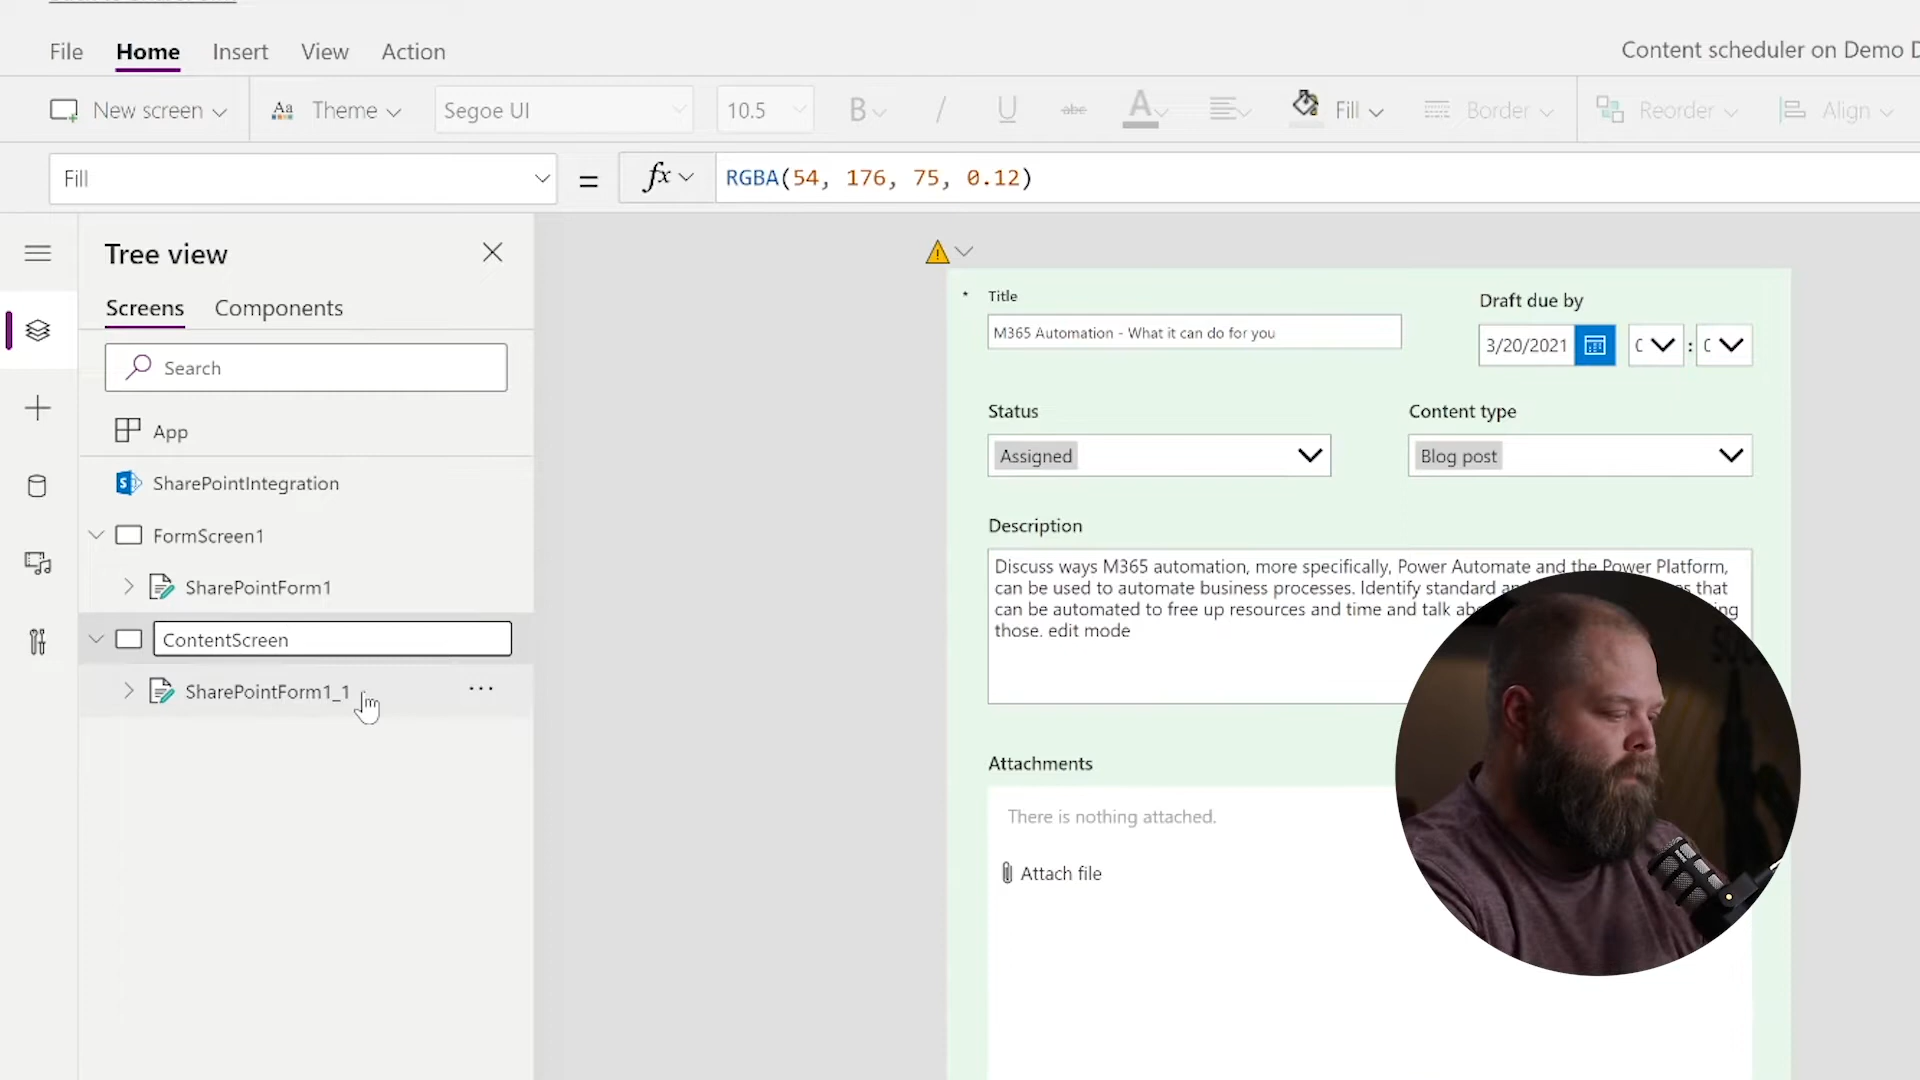 File Home Insert View Action Content scheduler on Demo D
New screen Theme Segoe UI 10.5 B / U abc A Fill Border Reorder Align
Fill = fx RGBA(54, 176, 75, 0.12)
Tree view
Screens Components
Search
App
SharePointIntegration
FormScreen1
SharePointForm1
ContentScreen
SharePointForm1_1 ...
* Title
M365 Automation - What it can do for you
Draft due by
3/20/2021 : 
Status
Assigned
Content type
Blog post
Description
Discuss ways M365 automation, more specifically, Power Automate and the Power Platform,
can be used to automate business processes. Identify standard that
can be automated to free up resources and time and talk
those. edit mode
Attachments
There is nothing attached.
Attach file